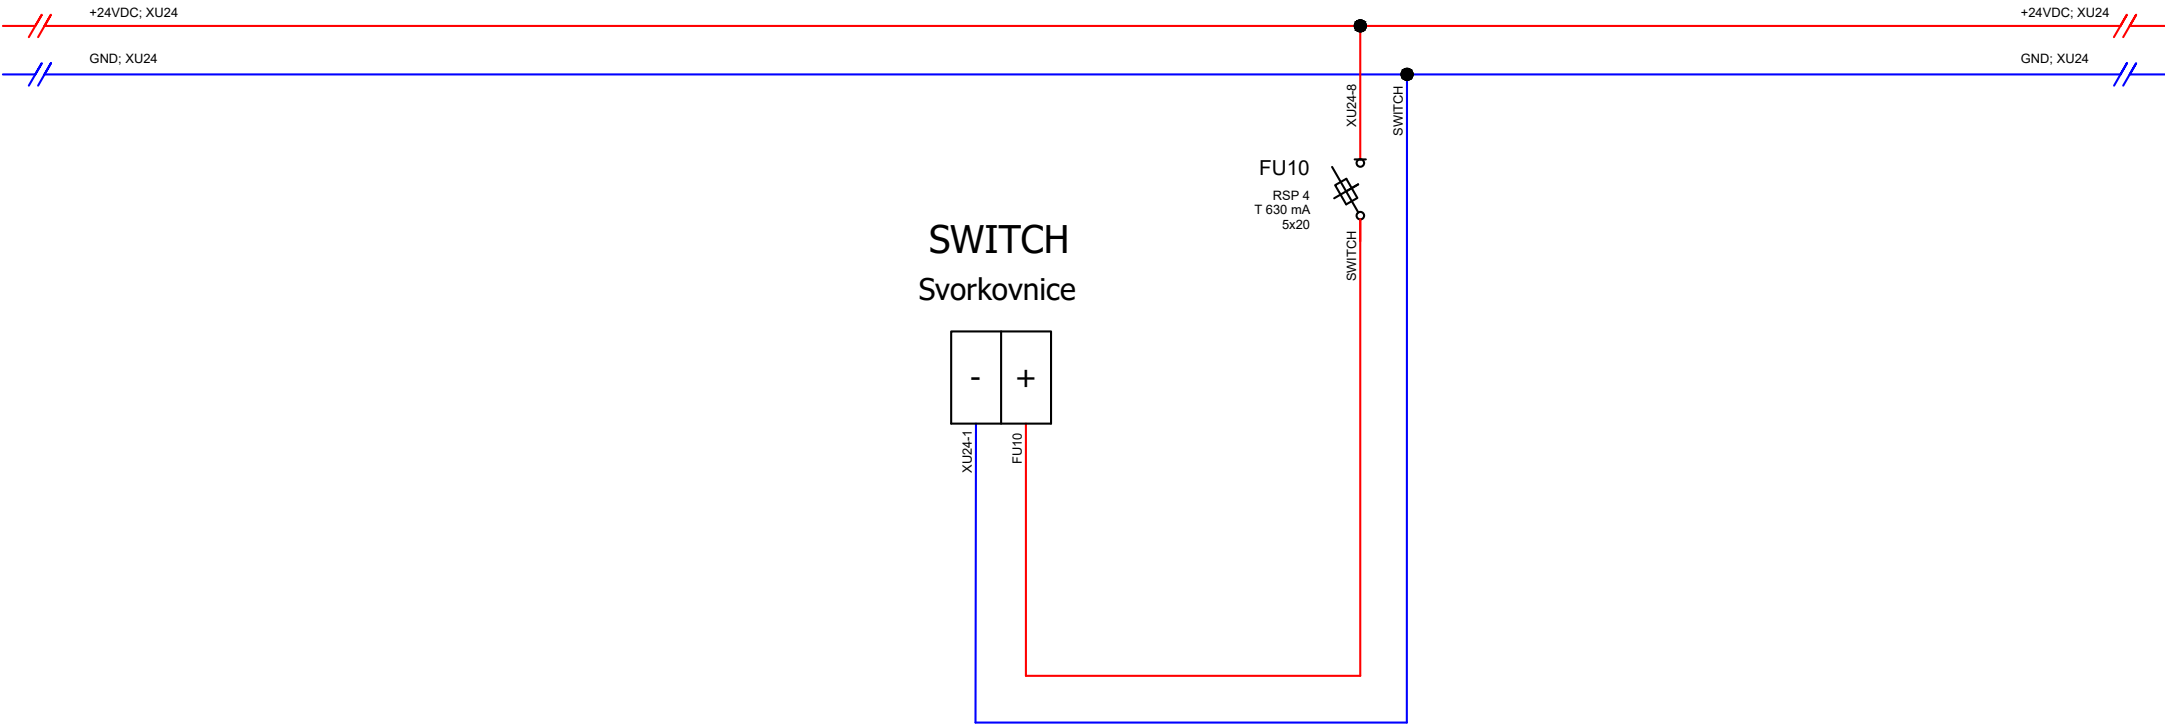 +24VDC; XU24
+24VDC; XU24
GND; XU24
GND; XU24
XU24-8
SWITCH
FU10
RSP 4
T 630 mA
5x20
SWITCH
SWITCH
Svorkovnice
- +
XU24-1
FU10